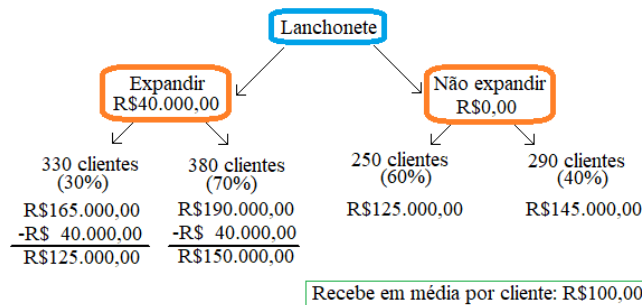 Lanchonete
Expandir
R$40.000,00
Não expandir
R$0,00
330 clientes
(30%)
380 clientes
(70%)
250 clientes
(60%)
290 clientes
(40%)
R$165.000,00
-R$ 40.000,00
R$125.000,00
R$190.000,00
-R$ 40.000,00
R$150.000,00
R$125.000,00
R$145.000,00
Recebe em média por cliente: R$100,00